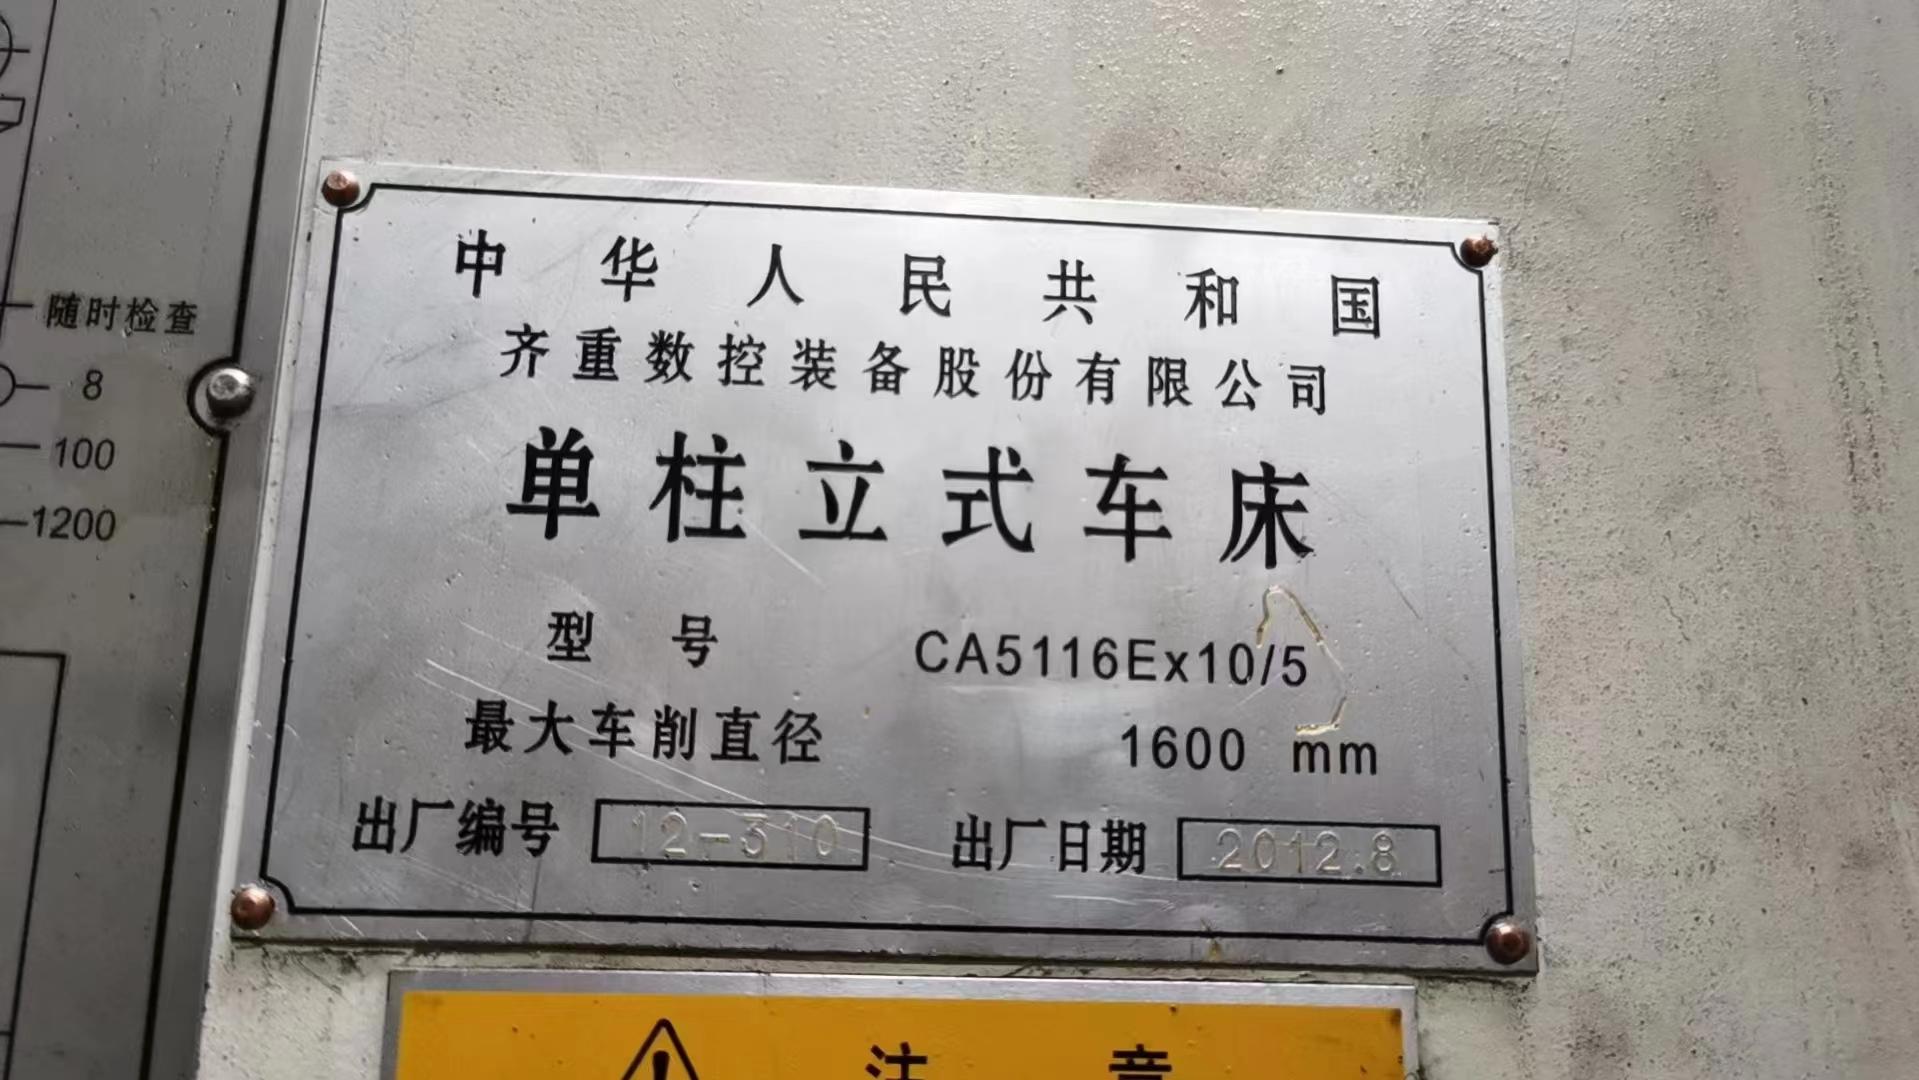 随时检查
8
100
1200
中华人民共和国
齐重数控装备股份有限公司
单柱立式车床
型号 CA5116Ex10/5
最大车削直径 1600 mm
出厂编号 12-310 出厂日期 2012.8
注意